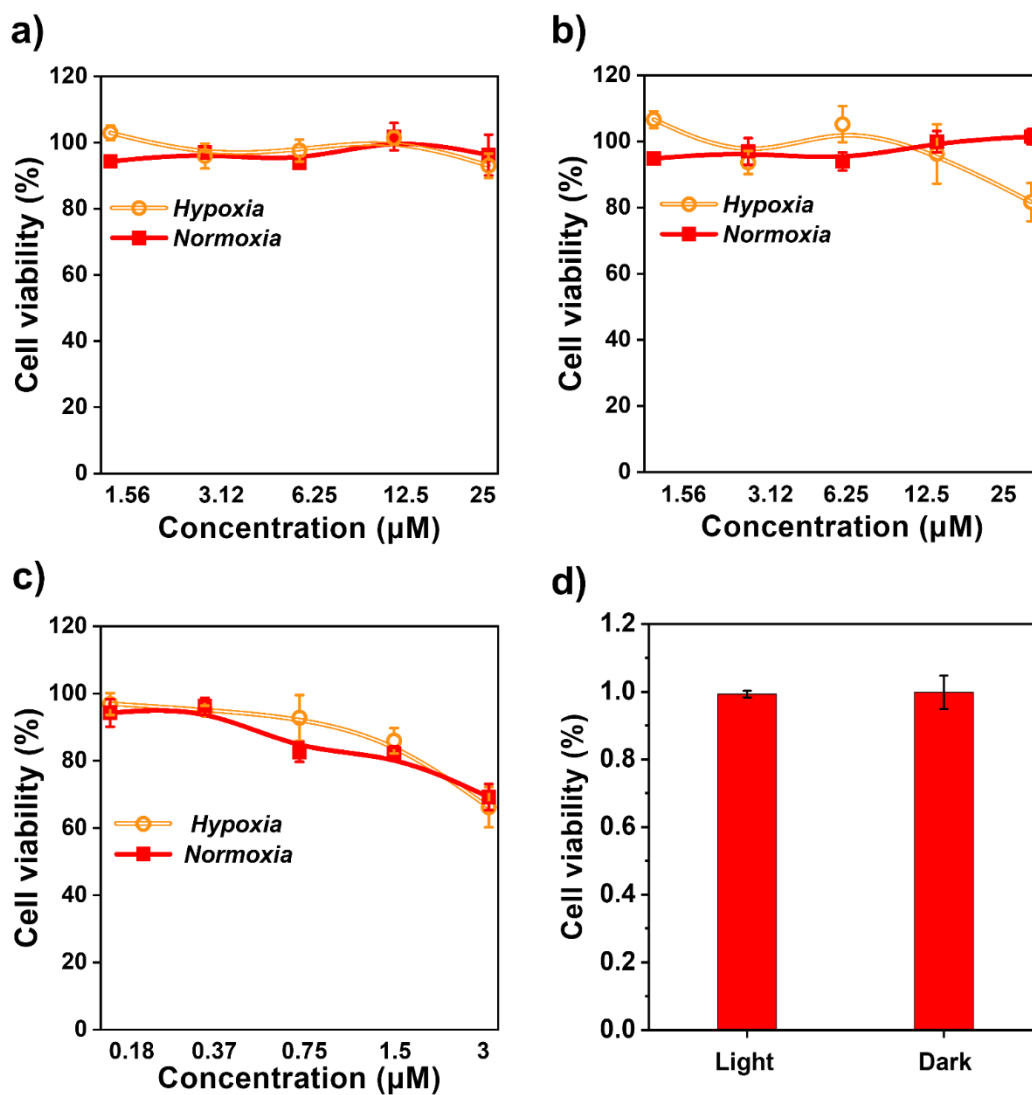 a)
120
100
80
60
40
20
0
Cell viability (%)
Hypoxia
Normoxia
1.56 3.12 6.25 12.5 25
Concentration (µM)
b)
120
100
80
60
40
20
0
Cell viability (%)
Hypoxia
Normoxia
1.56 3.12 6.25 12.5 25
Concentration (µM)
c)
120
100
80
60
40
20
0
Cell viability (%)
Hypoxia
Normoxia
0.18 0.37 0.75 1.5 3
Concentration (µM)
d)
1.2
1.0
0.8
0.6
0.4
0.2
0.0
Cell viability (%)
Light Dark